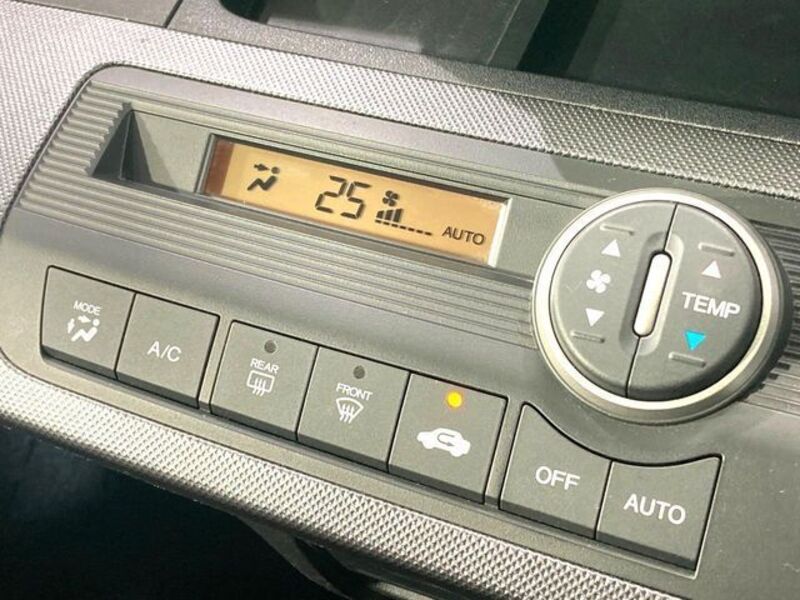 25
AUTO
MODE
A/C
REAR
FRONT
OFF
AUTO
TEMP